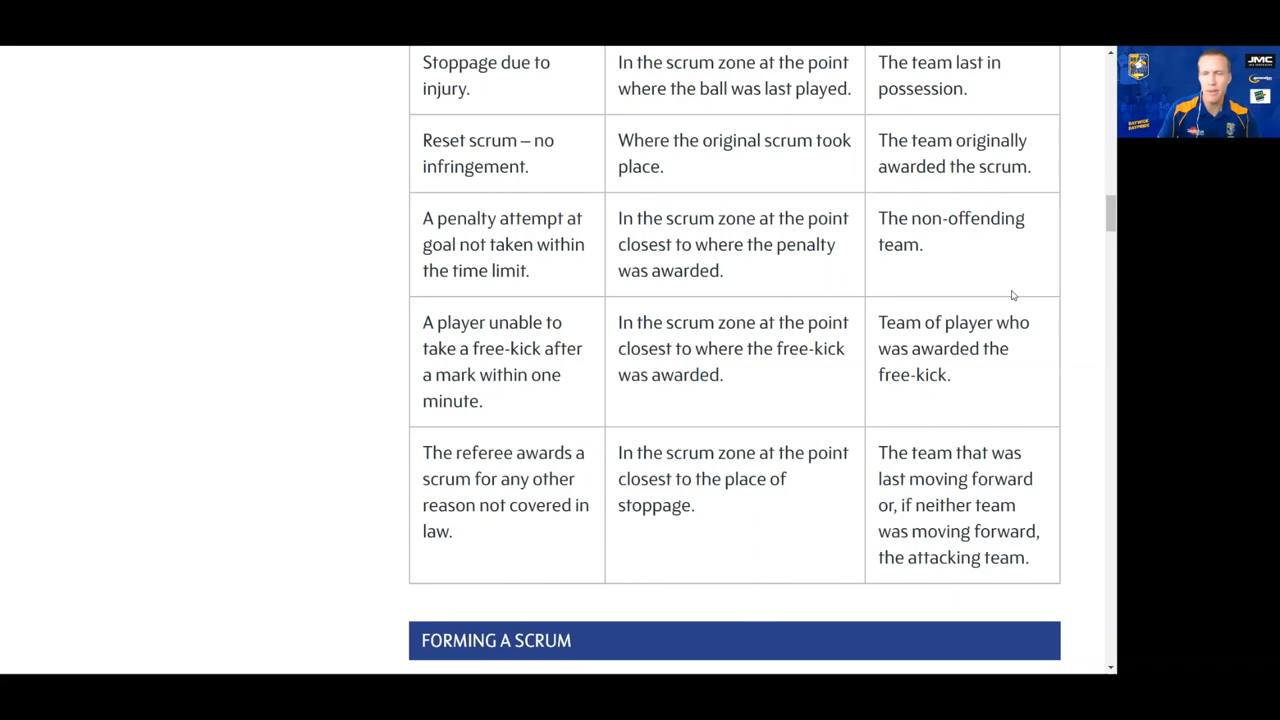 Stoppage due to
injury.
In the scrum zone at the point
where the ball was last played.
The team last in
possession.
Reset scrum – no
infringement.
Where the original scrum took
place.
The team originally
awarded the scrum.
A penalty attempt at
goal not taken within
the time limit.
In the scrum zone at the point
closest to where the penalty
was awarded.
The non-offending
team.
A player unable to
take a free-kick after
a mark within one
minute.
In the scrum zone at the point
closest to where the free-kick
was awarded.
Team of player who
was awarded the
free-kick.
The referee awards a
scrum for any other
reason not covered in
law.
In the scrum zone at the point
closest to the place of
stoppage.
The team that was
last moving forward
or, if neither team
was moving forward,
the attacking team.
FORMING A SCRUM
JMC